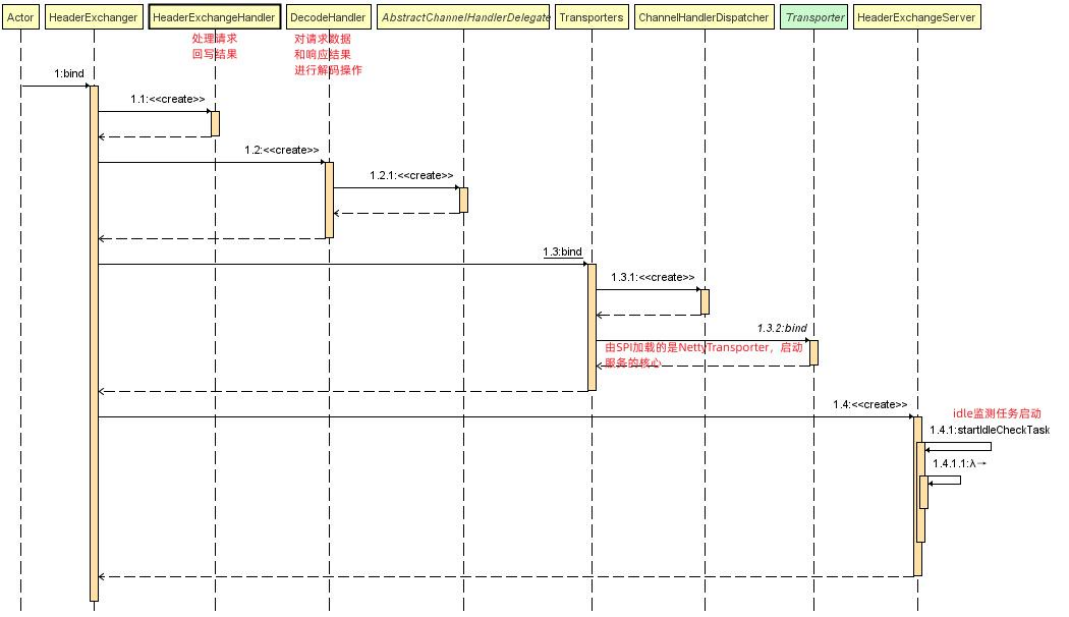 Actor
HeaderExchanger
HeaderExchangeHandler
DecodeHandler
AbstractChannelHandlerDelegate
Transporters
ChannelHandlerDispatcher
Transporter
HeaderExchangeServer
处理请求
回写结果
对请求数据
和响应结果
进行解码操作
1:bind
1.1:<<create>>
1.2:<<create>>
1.2.1:<<create>>
1.3:bind
1.3.1:<<create>>
1.3.2:bind
由SPI加载的是NettyTransporter，启动
服务的核心
1.4:<<create>>
idle监测任务启动
1.4.1:startIdleCheckTask
1.4.1.1:λ→